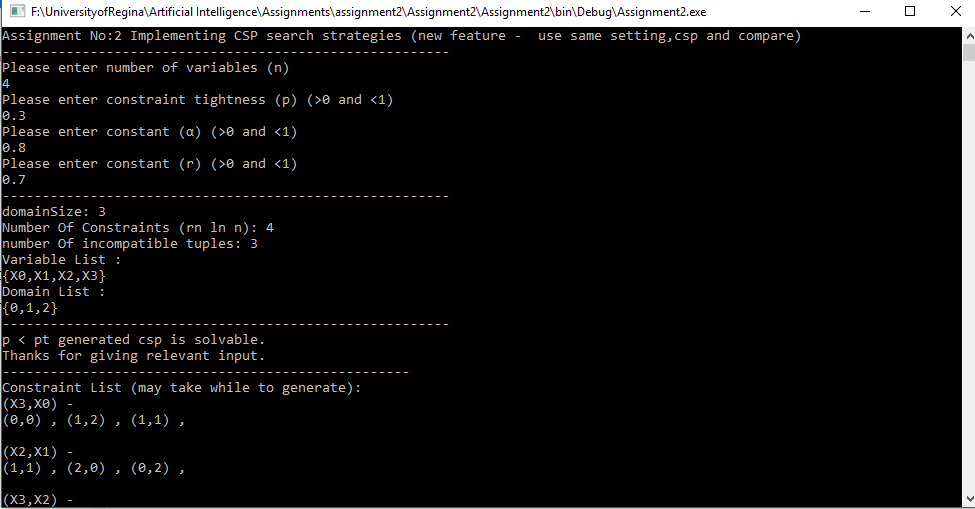 F:\UniversityofRegina\Artificial Intelligence\Assignments\assignment2\Assignment2\Assignment2\bin\Debug\Assignment2.exe
Assignment No:2 Implementing CSP search strategies (new feature -  use same setting,csp and compare)
--------------------------------------------------------
Please enter number of variables (n)
4
Please enter constraint tightness (p) (>0 and <1)
0.3
Please enter constant (α) (>0 and <1)
0.8
Please enter constant (r) (>0 and <1)
0.7
--------------------------------------------------------
domainSize: 3
Number Of Constraints (rn ln n): 4
number Of incompatible tuples: 3
Variable List :
{X0,X1,X2,X3}
Domain List :
{0,1,2}
--------------------------------------------------------
p < pt generated csp is solvable.
Thanks for giving relevant input.
---------------------------------------------------
Constraint List (may take while to generate):
(X3,X0) -
(0,0) , (1,2) , (1,1) ,
(X2,X1) -
(1,1) , (2,0) , (0,2) ,
(X3,X2) -